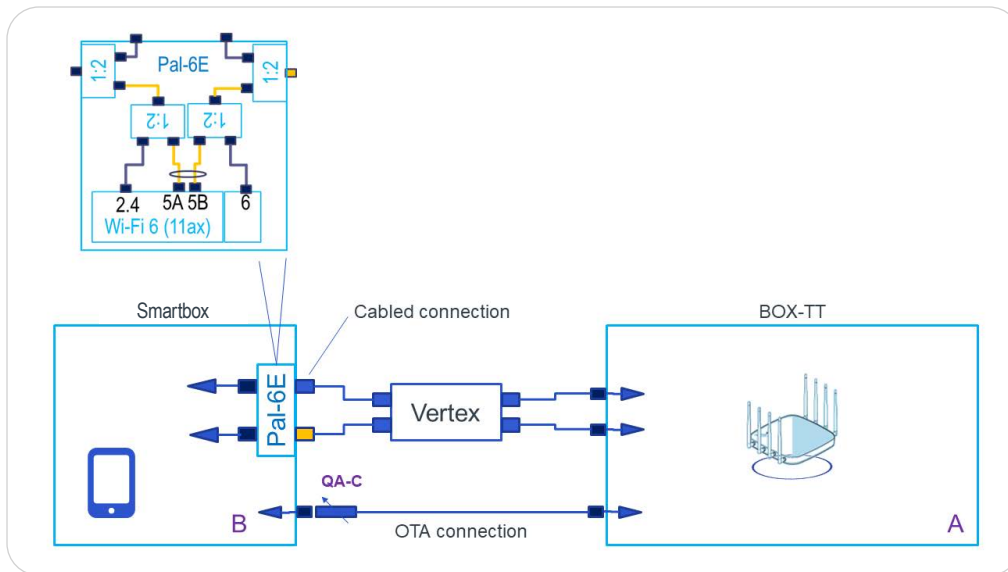 1:2
Pal-6E
1:2
1:2
1:2
2.4
5A 5B
6
Wi-Fi 6 (11ax)
Smartbox
Cabled connection
BOX-TT
Pal-6E
Vertex
QA-C
B
OTA connection
A